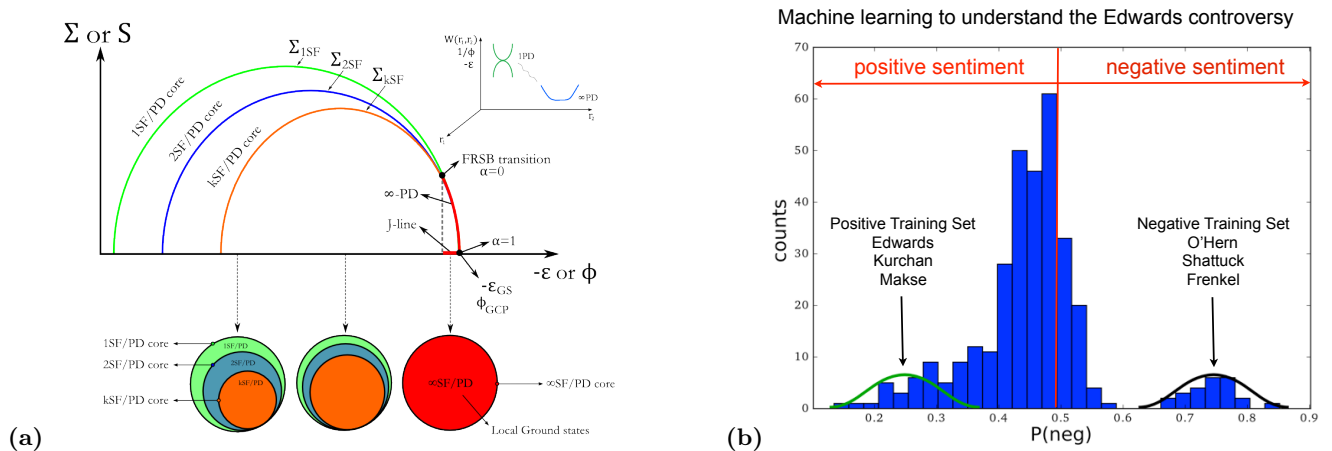 Σ or S
Σ1SF
Σ2SF
ΣkSF
1SF/PD core
2SF/PD core
kSF/PD core
W(ri,ri)
1/ϕ
-ε
1PD
∞PD
ri
ri
FRSB transition
α=0
∞-PD
J-line
α=1
-ε or ϕ
-εGS
ϕGCP
1SF/PD core
2SF/PD core
kSF/PD core
1SF/PD
2SF/PD
kSF/PD
∞SF/PD
∞SF/PD core
Local Ground states
(a)
Machine learning to understand the Edwards controversy
positive sentiment
negative sentiment
Positive Training Set
Edwards
Kurchan
Makse
Negative Training Set
O'Hern
Shattuck
Frenkel
counts
70
60
50
40
30
20
10
0
0.2 0.3 0.4 0.5 0.6 0.7 0.8 0.9
P(neg)
(b)